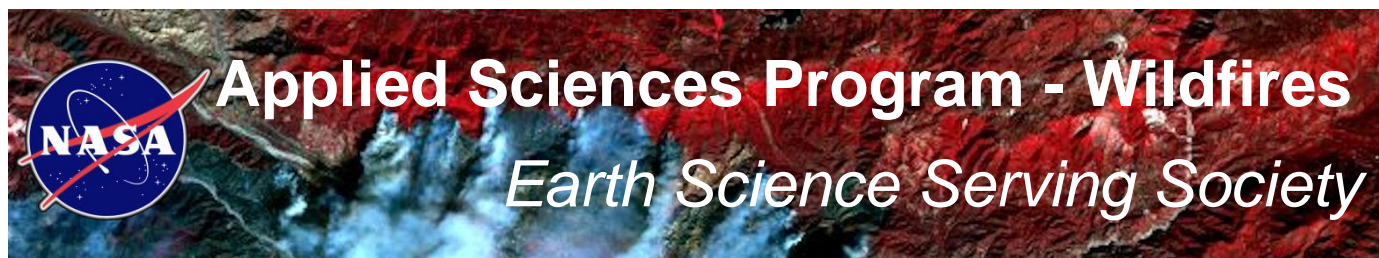 Applied Sciences Program - Wildfires
NASA
Earth Science Serving Society